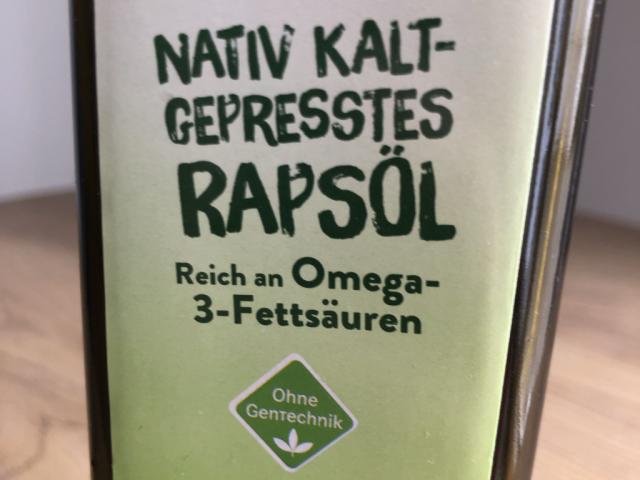 NATIV KALT-
GEPRESSTES
RAPSÖL
Reich an Omega-
3-Fettsäuren
Ohne
GenTechnik